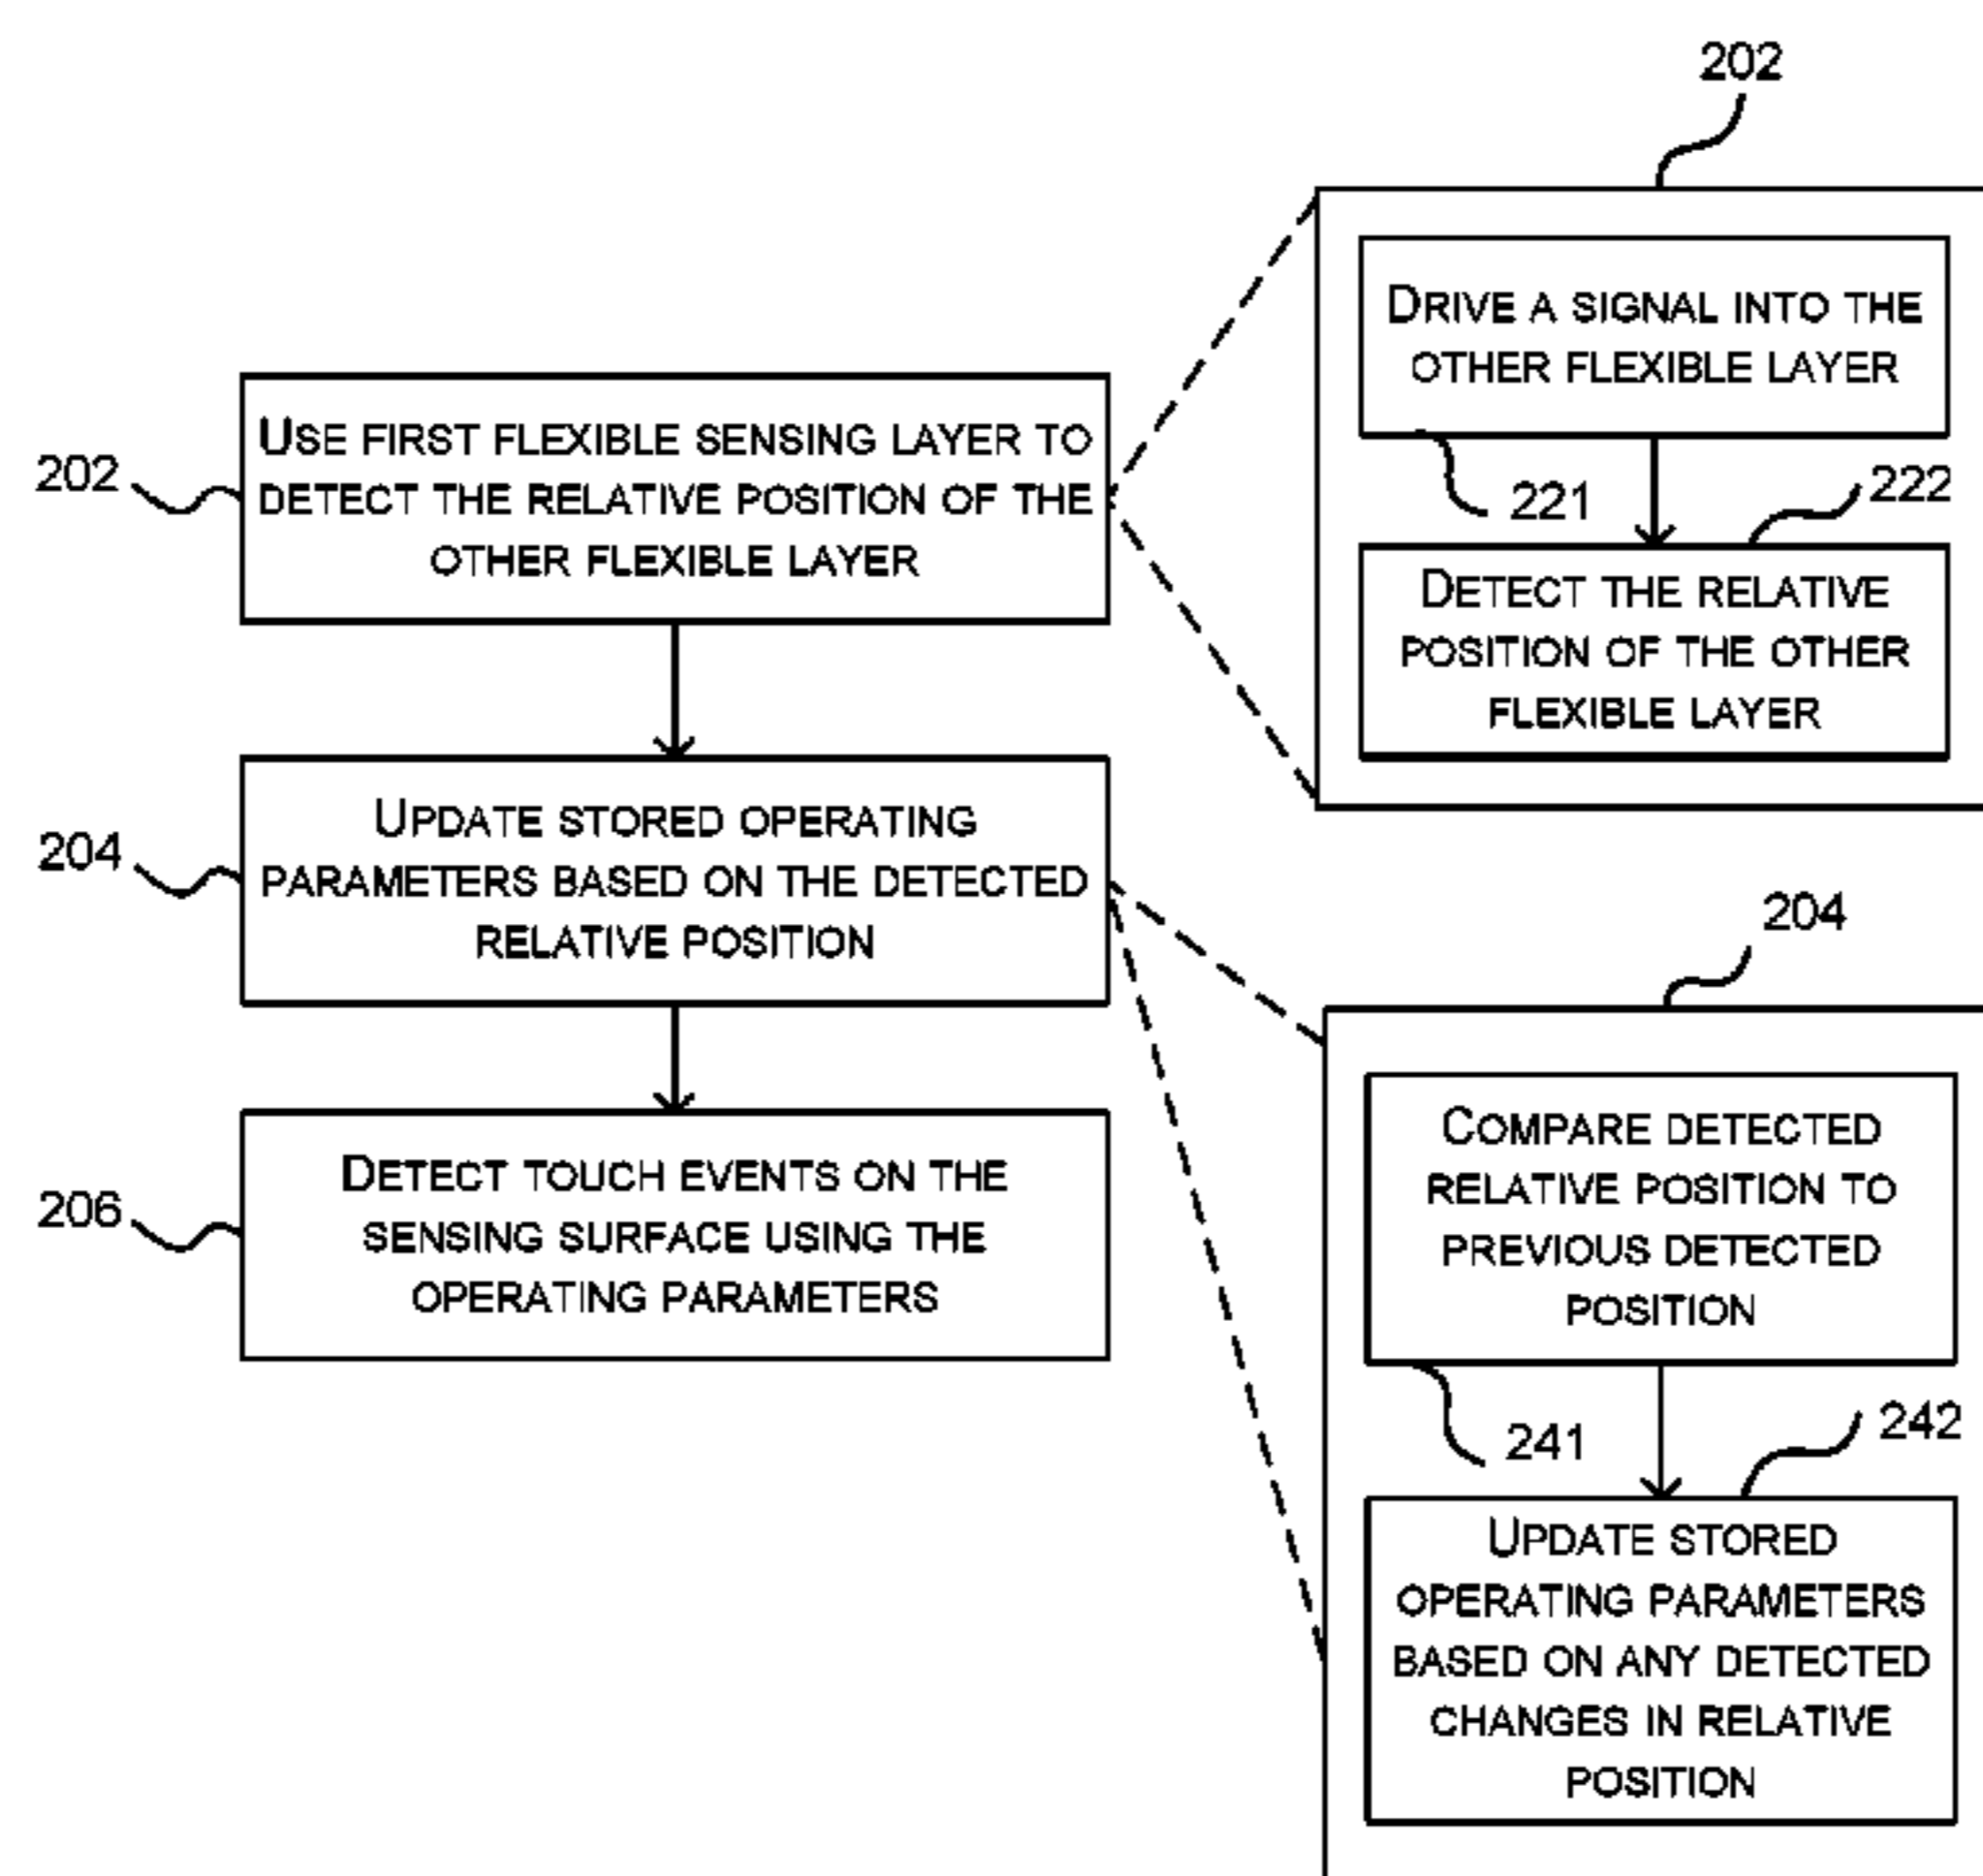 202
USE FIRST FLEXIBLE SENSING LAYER TO
DETECT THE RELATIVE POSITION OF THE
OTHER FLEXIBLE LAYER
202
UPDATE STORED OPERATING
PARAMETERS BASED ON THE DETECTED
RELATIVE POSITION
204
DETECT TOUCH EVENTS ON THE
SENSING SURFACE USING THE
OPERATING PARAMETERS
206
DRIVE A SIGNAL INTO THE
OTHER FLEXIBLE LAYER
221
222
DETECT THE RELATIVE
POSITION OF THE OTHER
FLEXIBLE LAYER
204
COMPARE DETECTED
RELATIVE POSITION TO
PREVIOUS DETECTED
POSITION
241
242
UPDATE STORED
OPERATING PARAMETERS
BASED ON ANY DETECTED
CHANGES IN RELATIVE
POSITION